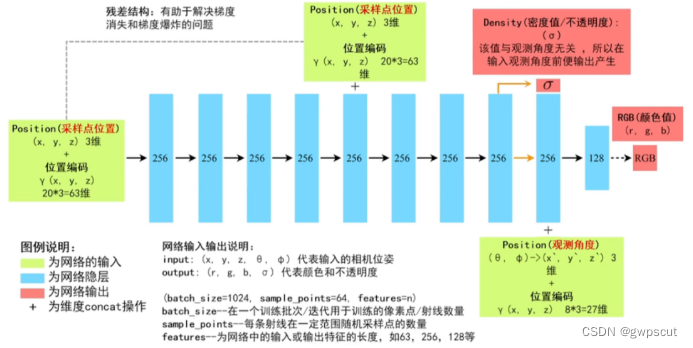 残差结构：有助于解决梯度
消失和梯度爆炸的问题
Position(采样点位置)
(x, y, z) 3维
+
位置编码
γ(x, y, z) 20*3=63
维
+
Density(密度值/不透明度)：
(σ)
该值与观测角度无关，所以在
输入观测角度前便输出产生
σ
Position(采样点位置)
(x, y, z) 3维
+
位置编码
γ(x, y, z)
20*3=63维
256
256
256
256
256
256
256
256
256
128
RGB(颜色值)
(r, g, b)
RGB
+
Position(观测角度)
(θ, φ)->(x`, y`, z`) 3
维
+
位置编码
γ(x, y, z) 8*3=27维
图例说明：
为网络的输入
为网络隐层
为网络输出
+ 为维度concat操作
网络输入输出说明：
input: (x, y, z, θ, φ) 代表输入的相机位姿
output: (r, g, b, σ) 代表颜色和不透明度
(batch_size=1024, sample_points=64, features=n)
batch_size--在一个训练批次/迭代用于训练的像素点/射线数量
sample_points--每条射线在一定范围随机采样点的数量
features--为网络中的输入或输出特征的长度，如63, 256, 128等
CSDN @gwpscut